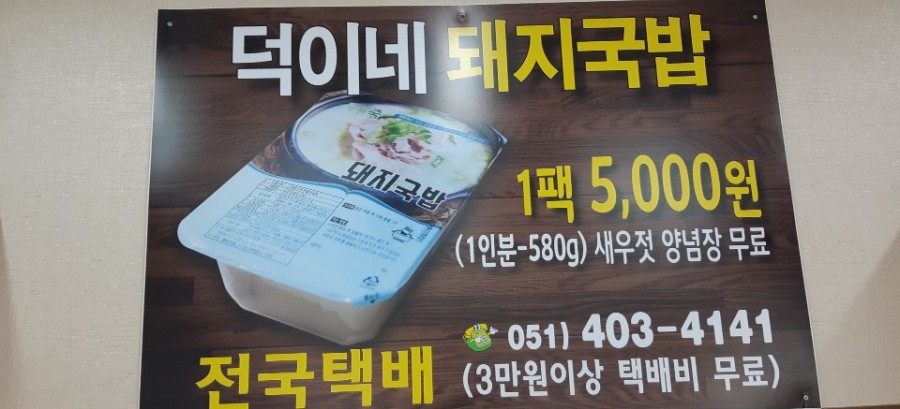 덕이네 돼지국밥
돼지국밥
1팩 5,000원
(1인분-580g) 새우젓 양념장 무료
051) 403-4141
전국택배 (3만원이상 택배비 무료)